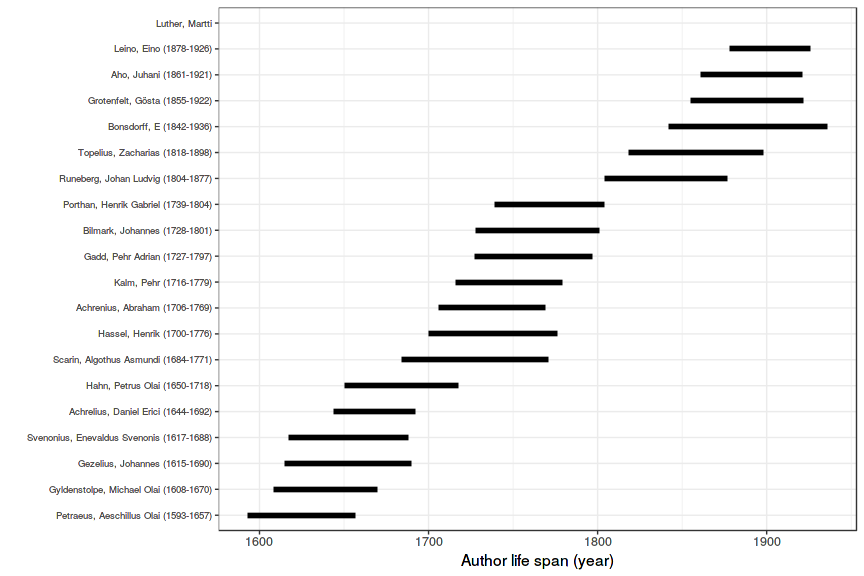 Luther, Martti
Leino, Eino (1878-1926)
Aho, Juhani (1861-1921)
Grotenfelt, Gösta (1855-1922)
Bonsdorff, E (1842-1936)
Topelius, Zacharias (1818-1898)
Runeberg, Johan Ludvig (1804-1877)
Porthan, Henrik Gabriel (1739-1804)
Bilmark, Johannes (1728-1801)
Gadd, Pehr Adrian (1727-1797)
Kalm, Pehr (1716-1779)
Achrenius, Abraham (1706-1769)
Hassel, Henrik (1700-1776)
Scarin, Algothus Asmundi (1684-1771)
Hahn, Petrus Olai (1650-1718)
Achrelius, Daniel Erici (1644-1692)
Svenonius, Enevaldus Svenonis (1617-1688)
Gezelius, Johannes (1615-1690)
Gyldenstolpe, Michael Olai (1608-1670)
Petraeus, Aeschillus Olai (1593-1657)
1600 1700 1800 1900
Author life span (year)